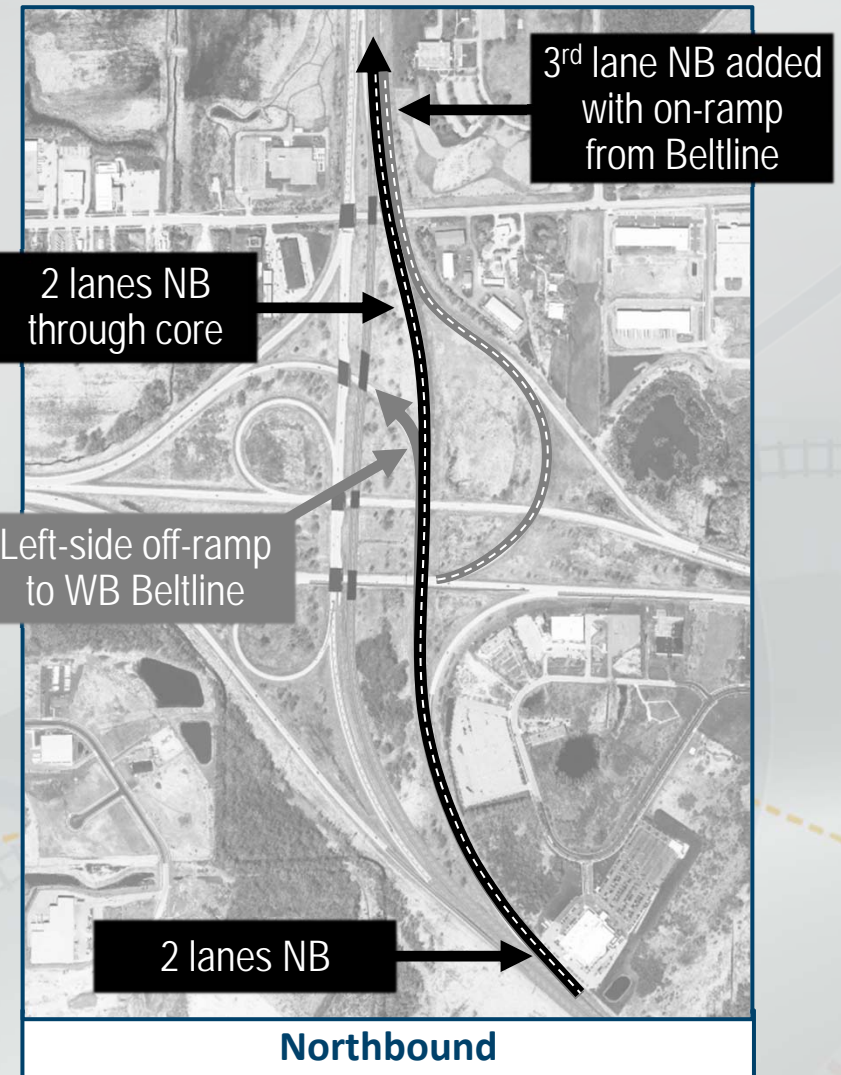 3rd lane NB added
with on-ramp
from Beltline
2 lanes NB
through core
Left-side off-ramp
to WB Beltline
2 lanes NB
Northbound